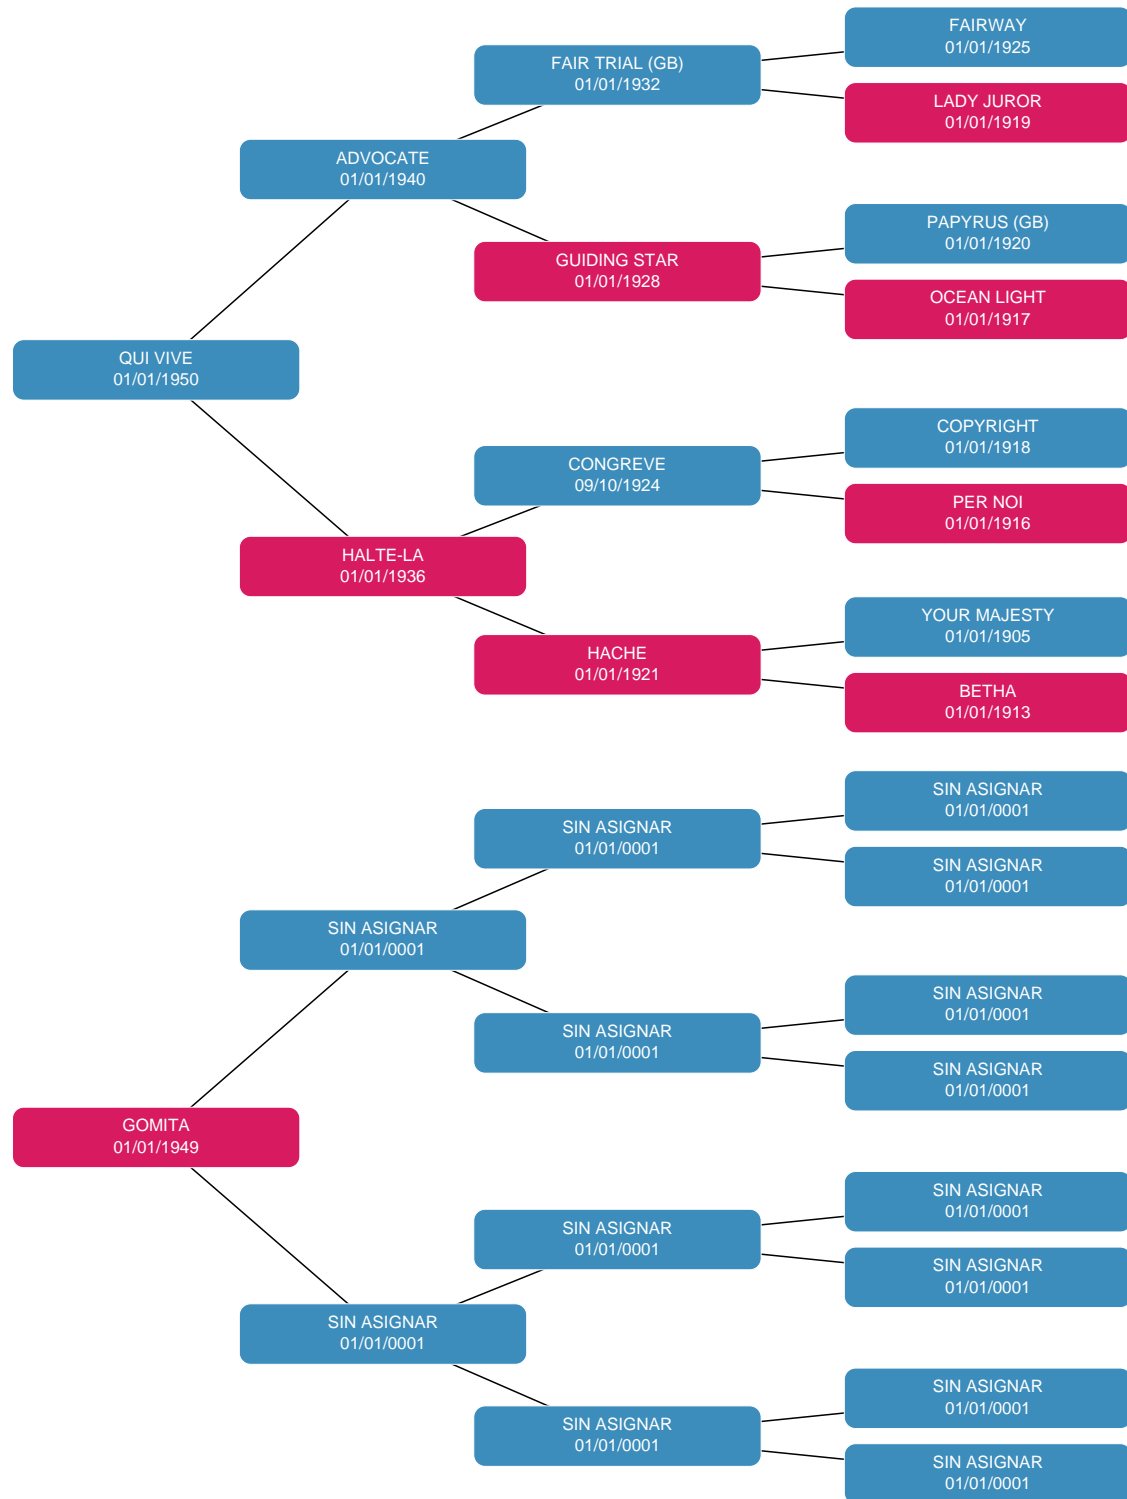 FAIRWAY
01/01/1925
FAIR TRIAL (GB)
01/01/1932
LADY JUROR
01/01/1919
ADVOCATE
01/01/1940
PAPYRUS (GB)
01/01/1920
GUIDING STAR
01/01/1928
OCEAN LIGHT
01/01/1917
QUI VIVE
01/01/1950
COPYRIGHT
01/01/1918
CONGREVE
09/10/1924
PER NOI
01/01/1916
HALTE-LA
01/01/1936
YOUR MAJESTY
01/01/1905
HACHE
01/01/1921
BETHA
01/01/1913
SIN ASIGNAR
01/01/0001
SIN ASIGNAR
01/01/0001
SIN ASIGNAR
01/01/0001
SIN ASIGNAR
01/01/0001
SIN ASIGNAR
01/01/0001
SIN ASIGNAR
01/01/0001
SIN ASIGNAR
01/01/0001
GOMITA
01/01/1949
SIN ASIGNAR
01/01/0001
SIN ASIGNAR
01/01/0001
SIN ASIGNAR
01/01/0001
SIN ASIGNAR
01/01/0001
SIN ASIGNAR
01/01/0001
SIN ASIGNAR
01/01/0001
SIN ASIGNAR
01/01/0001